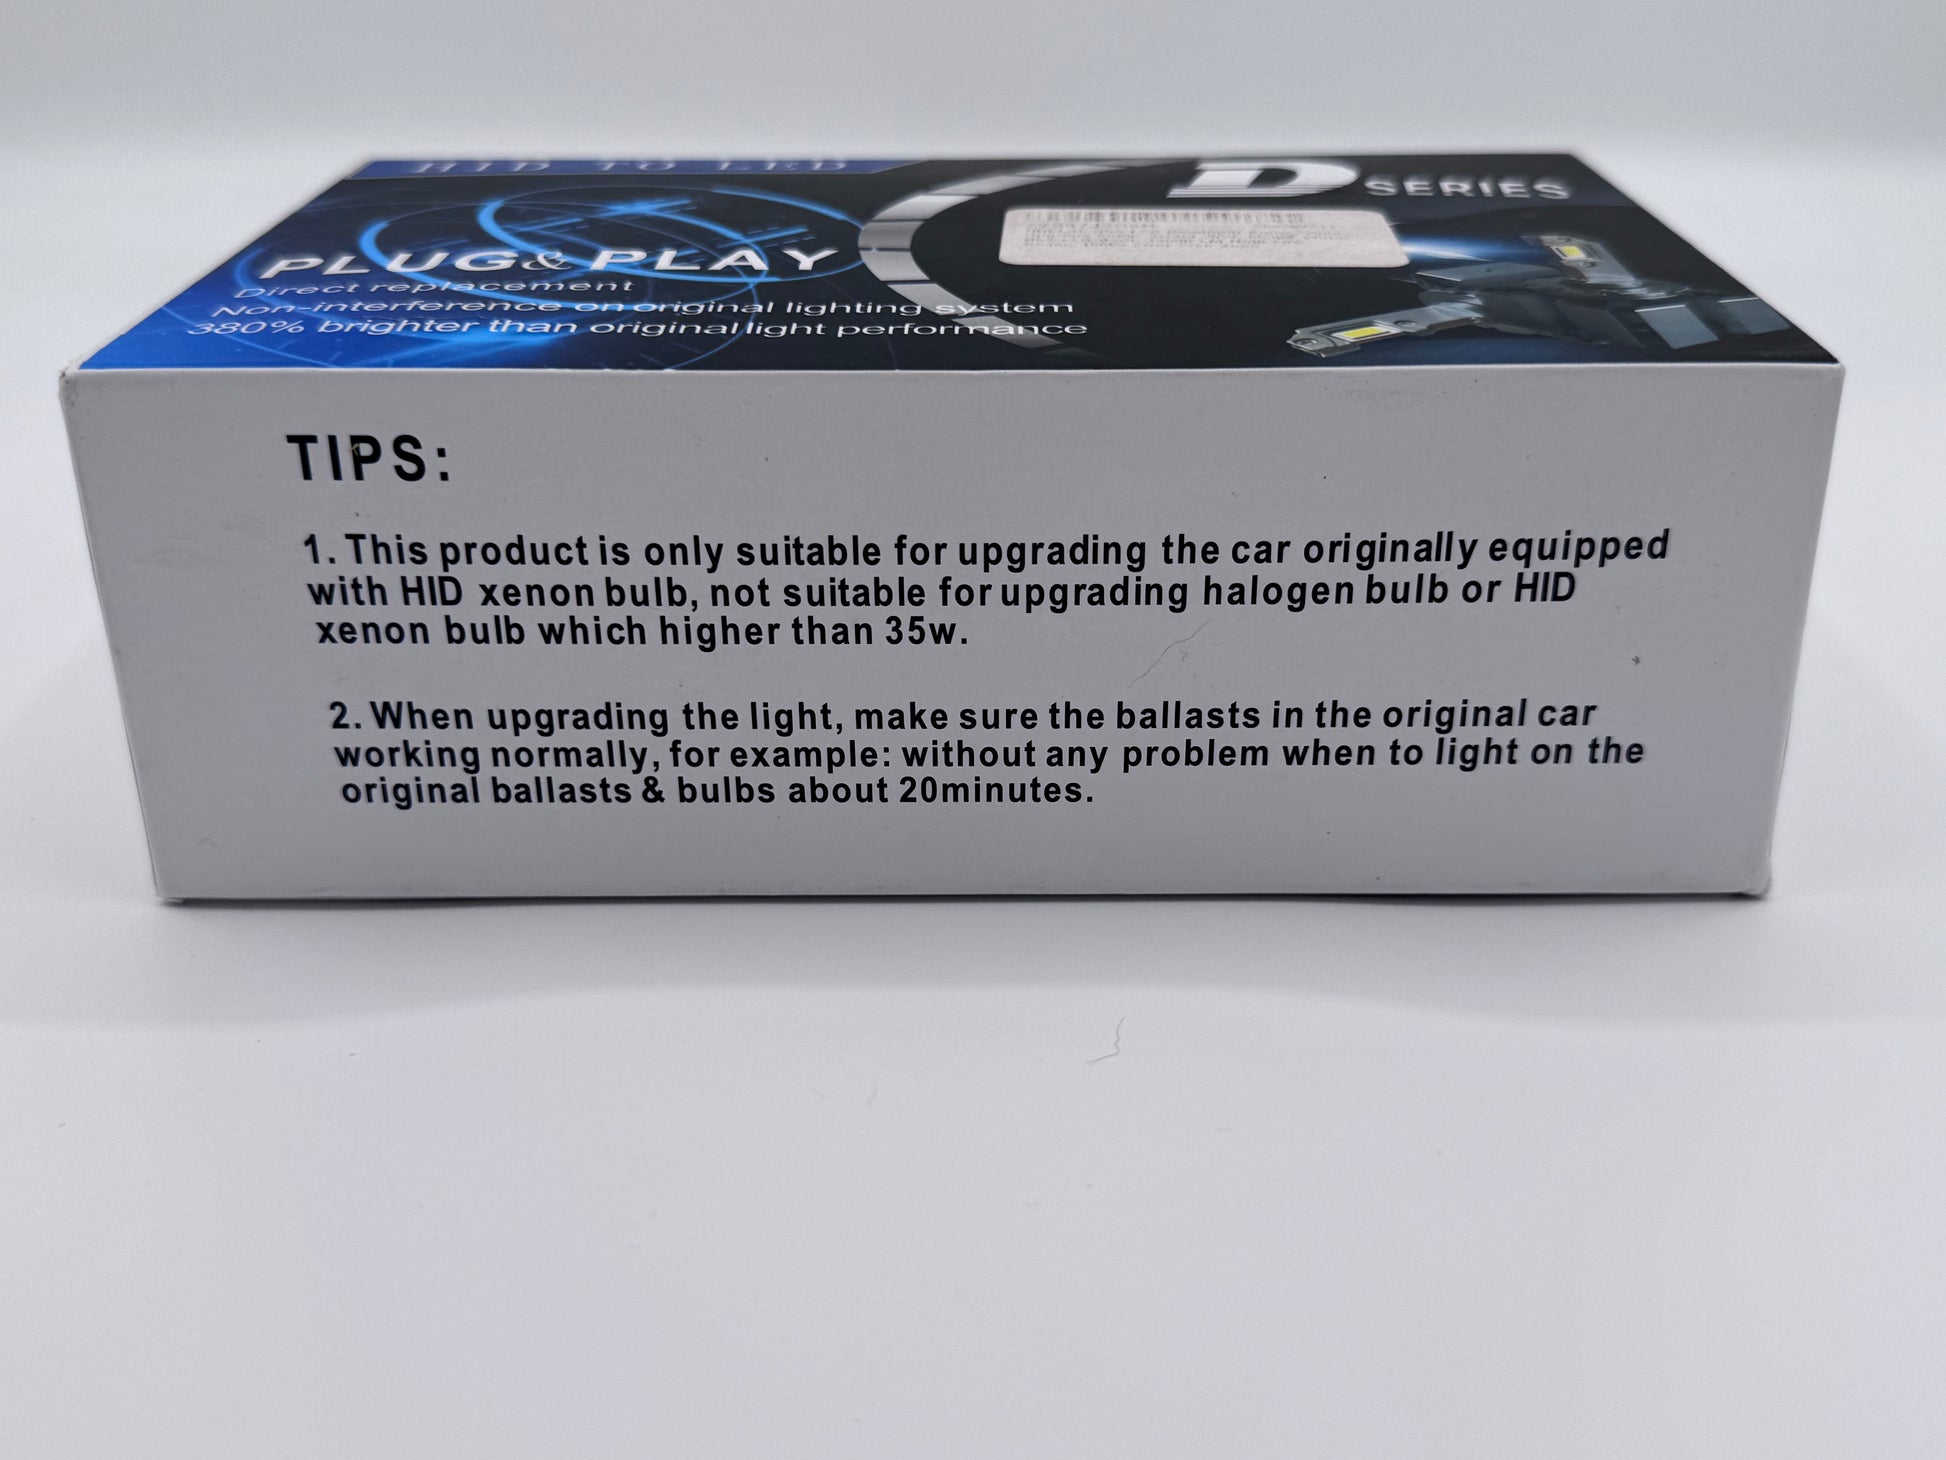 HID TO LED
D SERIES
PLUG & PLAY
Direct replacement
Non-interference on original lighting system
380% brighter than original light performance
TIPS:
1. This product is only suitable for upgrading the car originally equipped
with HID xenon bulb, not suitable for upgrading halogen bulb or HID
xenon bulb which higher than 35w.
2. When upgrading the light, make sure the ballasts in the original car
working normally, for example: without any problem when to light on the
original ballasts & bulbs about 20minutes.